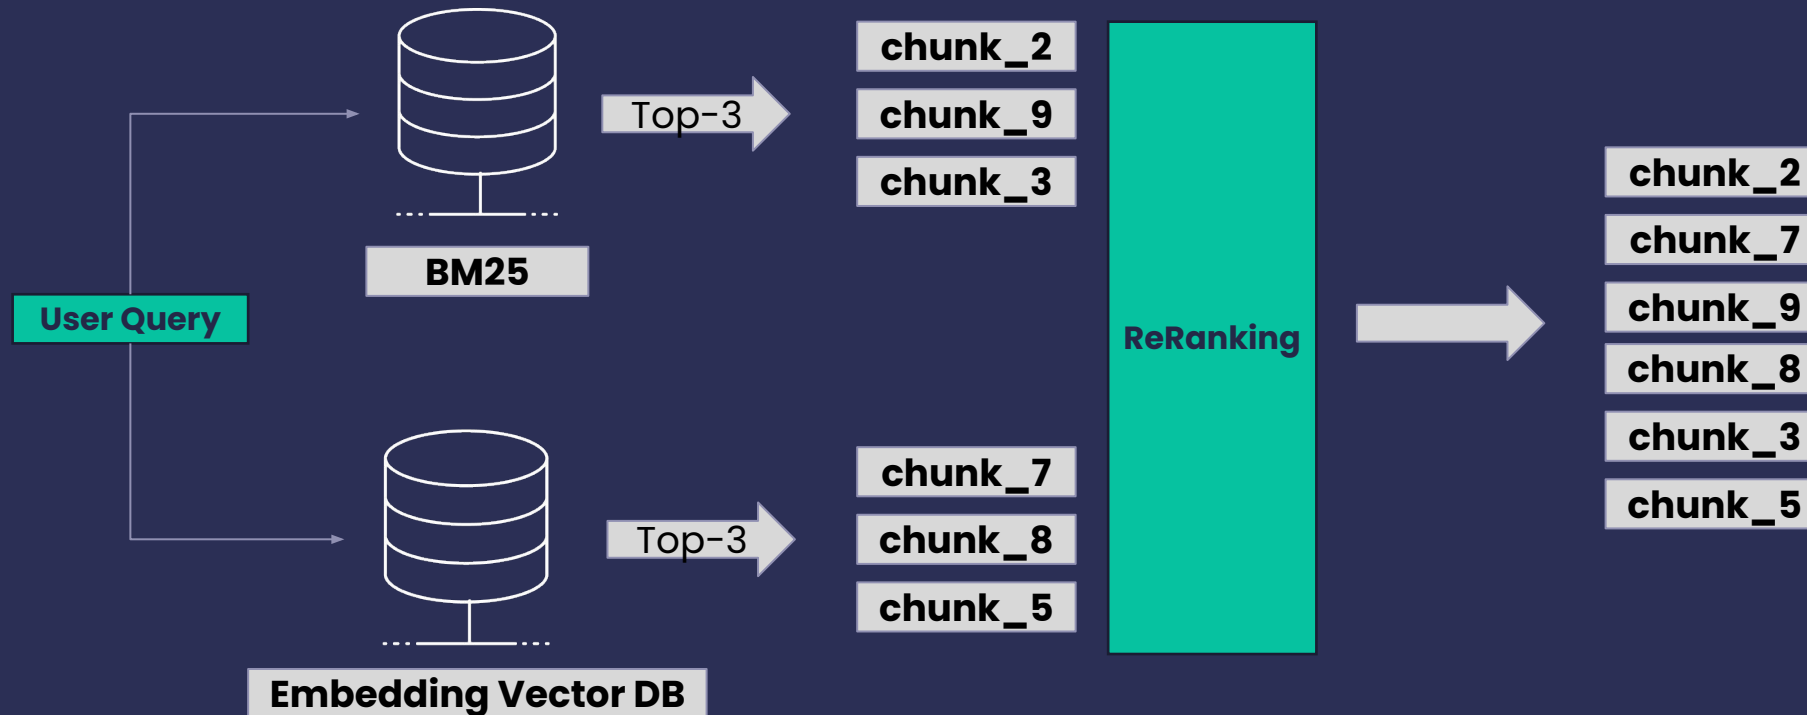 User Query
BM25
Top-3
chunk_2
chunk_9
chunk_3
Embedding Vector DB
Top-3
chunk_7
chunk_8
chunk_5
ReRanking
chunk_2
chunk_7
chunk_9
chunk_8
chunk_3
chunk_5